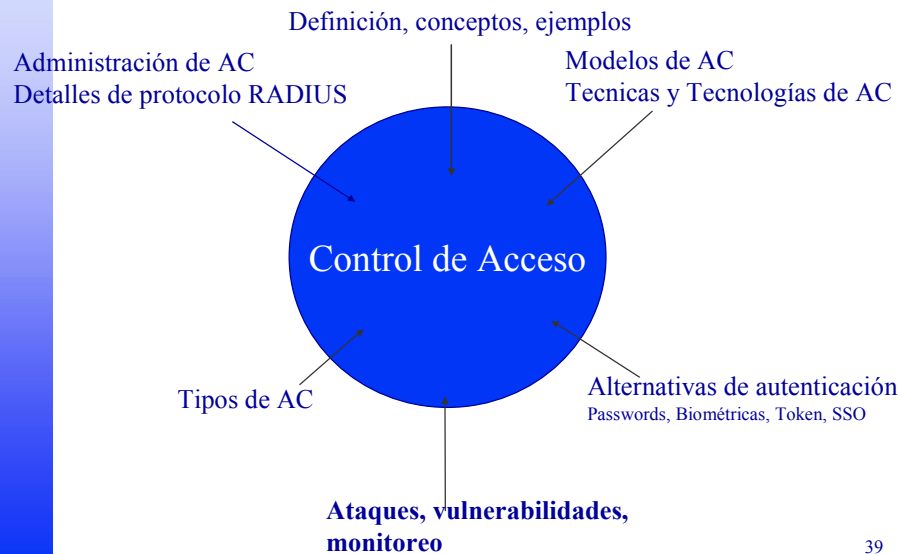 Definición, conceptos, ejemplos
Administración de AC
Detalles de protocolo RADIUS
Modelos de AC
Tecnicas y Tecnologías de AC
Control de Acceso
Tipos de AC
Alternativas de autenticación
Passwords, Biométricas, Token, SSO
Ataques, vulnerabilidades,
monitoreo
39